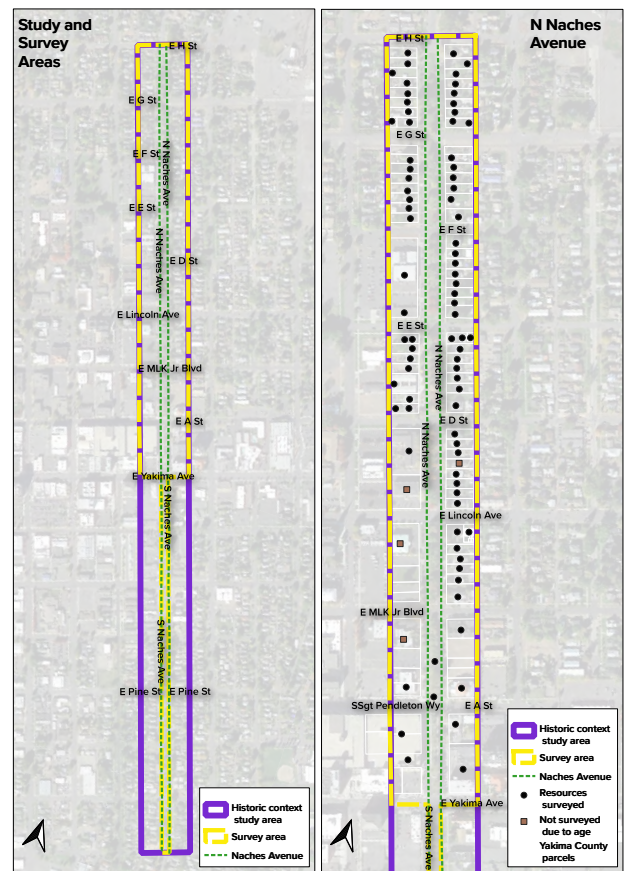 Study and
Survey
Areas
E H St
E G St
N Naches Ave
E F St
E E St
N Naches Ave
E D St
E Lincoln Ave
E MLK Jr Blvd
E A St
E Yakima Ave
S Naches Ave
S Naches Ave
E Pine St
E Pine St
Historic context
study area
Survey area
Naches Avenue
N Naches
Avenue
E H St
E G St
E F St
E E St
N Naches Ave
E D St
N Naches Ave
E Lincoln Ave
E MLK Jr Blvd
SSgt Pendleton Wy
E A St
E Yakima Ave
S Naches Ave
Historic context
study area
Survey area
Naches Avenue
Resources
surveyed
Not surveyed
due to age
Yakima County
parcels